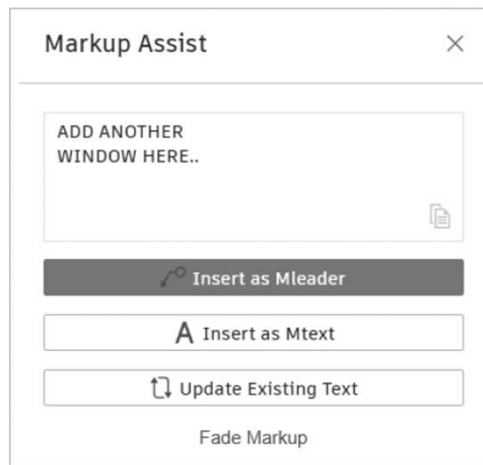 Markup Assist
ADD ANOTHER
WINDOW HERE..
Insert as Mleader
A Insert as Mtext
Update Existing Text
Fade Markup